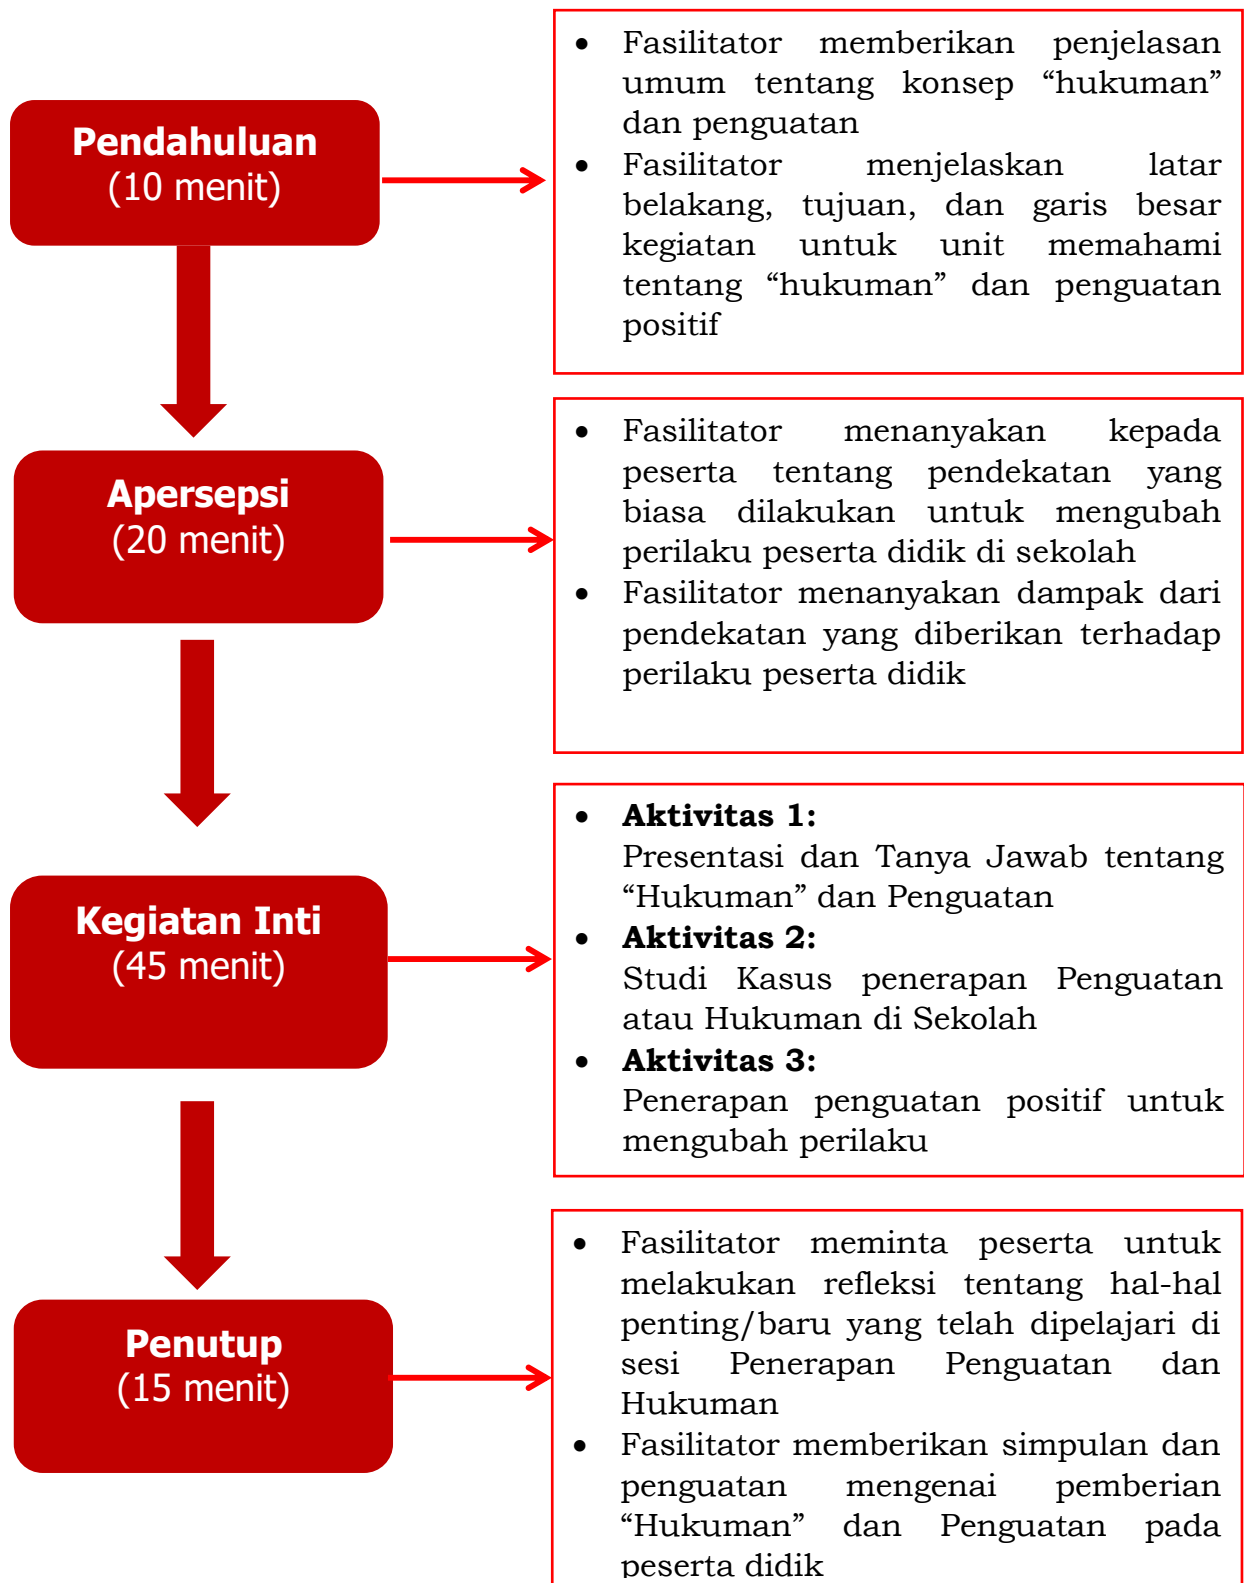 Pendahuluan
(10 menit)
• Fasilitator memberikan penjelasan
umum tentang konsep “hukuman”
dan penguatan
• Fasilitator menjelaskan latar
belakang, tujuan, dan garis besar
kegiatan untuk unit memahami
tentang “hukuman” dan penguatan
positif
Apersepsi
(20 menit)
• Fasilitator menanyakan kepada
peserta tentang pendekatan yang
biasa dilakukan untuk mengubah
perilaku peserta didik di sekolah
• Fasilitator menanyakan dampak dari
pendekatan yang diberikan terhadap
perilaku peserta didik
Kegiatan Inti
(45 menit)
• Aktivitas 1:
Presentasi dan Tanya Jawab tentang
“Hukuman” dan Penguatan
• Aktivitas 2:
Studi Kasus penerapan Penguatan
atau Hukuman di Sekolah
• Aktivitas 3:
Penerapan penguatan positif untuk
mengubah perilaku
Penutup
(15 menit)
• Fasilitator meminta peserta untuk
melakukan refleksi tentang hal-hal
penting/baru yang telah dipelajari di
sesi Penerapan Penguatan dan
Hukuman
• Fasilitator memberikan simpulan dan
penguatan mengenai pemberian
“Hukuman” dan Penguatan pada
peserta didik